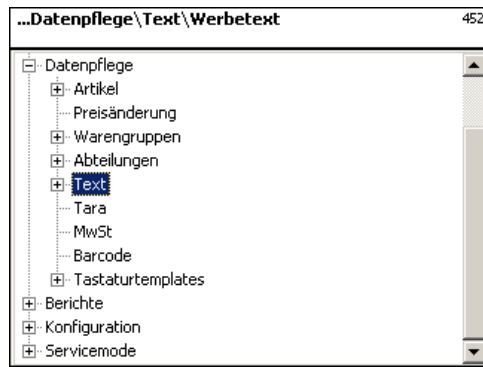 ...Datenpflege\Text\Werbetext 452
Datenpflege
Artikel
Preisänderung
Warengruppen
Abteilungen
Text
Tara
MwSt
Barcode
Tastaturtemplates
Berichte
Konfiguration
Servicemode